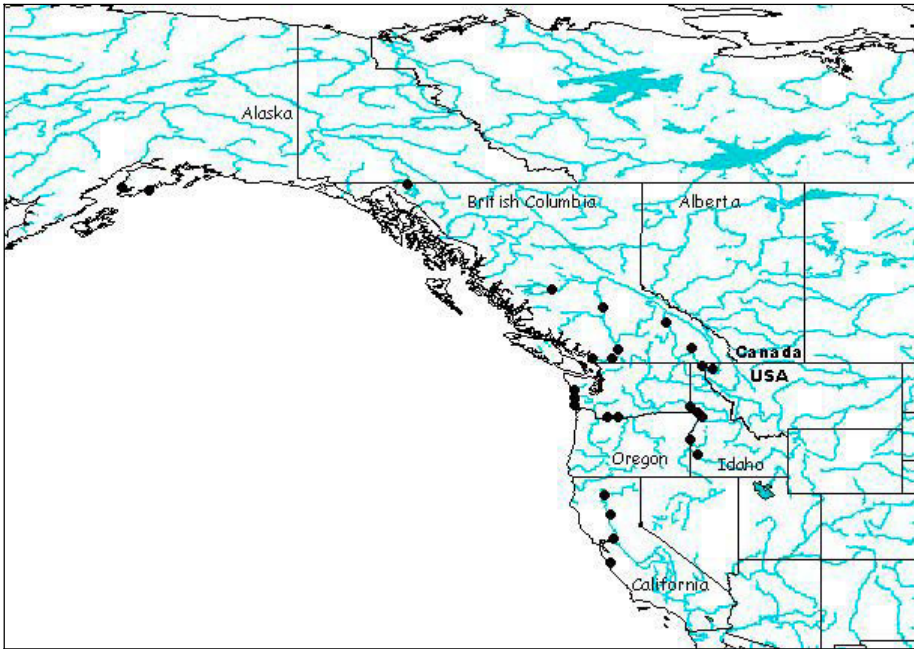 Alaska
British Columbia
Alberta
Canada
USA
Oregon
Idaho
California